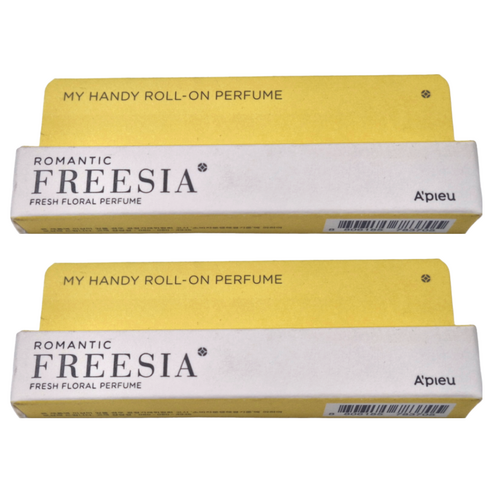 MY HANDY ROLL-ON PERFUME
ROMANTIC
FREESIA
FRESH FLORAL PERFUME
A'PIEU
MY HANDY ROLL-ON PERFUME
ROMANTIC
FREESIA
FRESH FLORAL PERFUME
A'PIEU